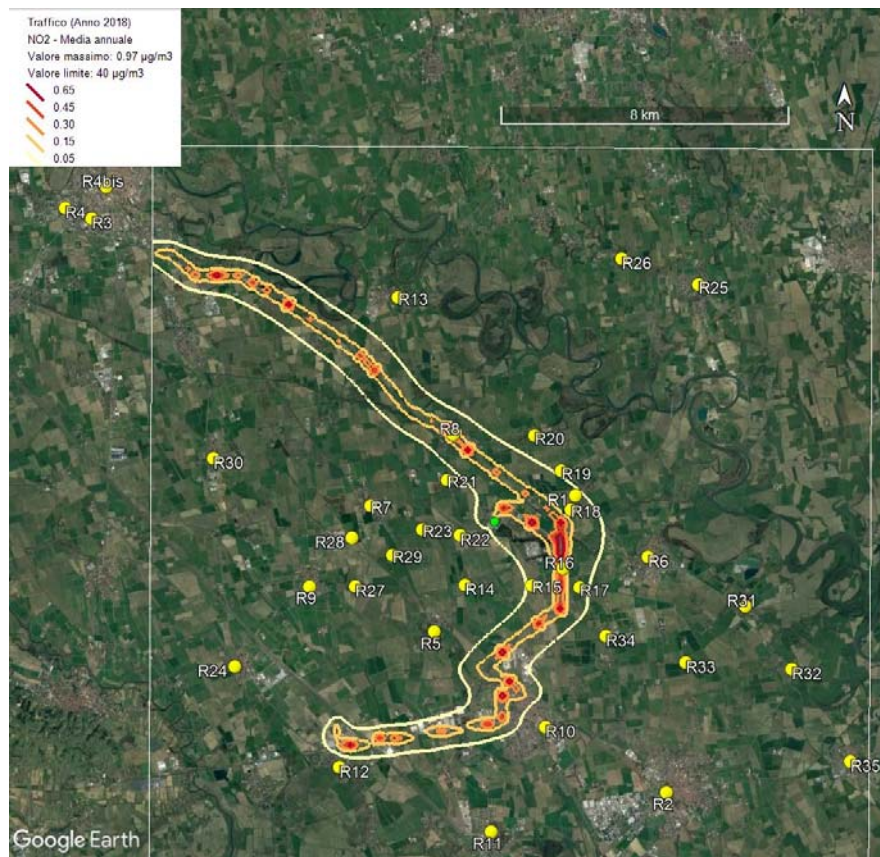 Traffico (Anno 2018)
NO2 - Media annuale
Valore massimo: 0.97 µg/m3
Valore limite: 40 µg/m3
0.65
0.45
0.30
0.15
0.05
8 km
N
R4bis
R4
R3
R26
R25
R13
R8
R20
R30
R19
R21
R1
R7
R18
R23
R22
R28
R29
R16
R6
R9
R27
R14
R15
R17
R31
R5
R34
R24
R33
R32
R10
R12
R35
R2
R11
Google Earth